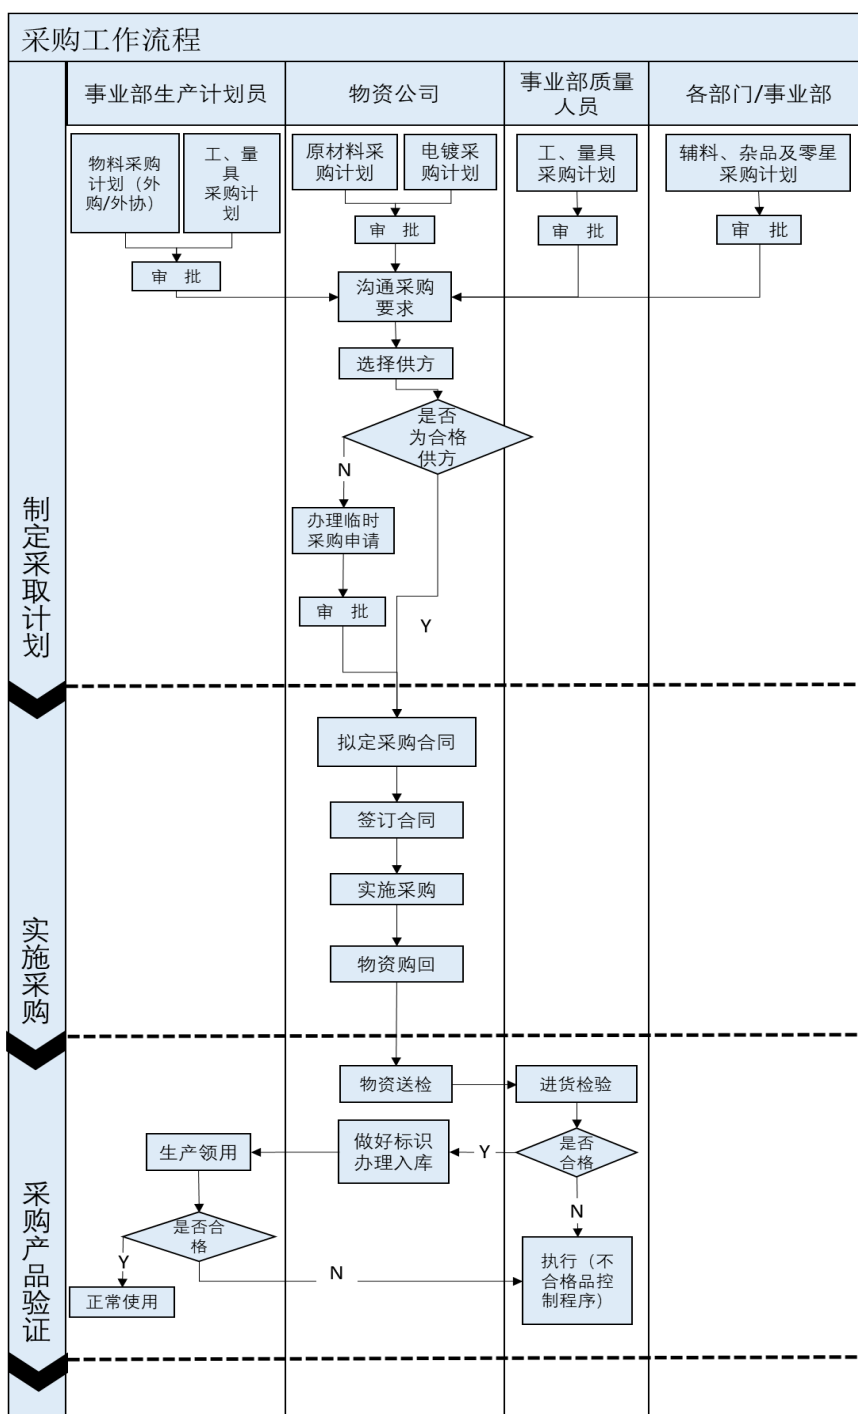 采购工作流程
事业部生产计划员
物资公司
事业部质量
人员
各部门/事业部
物料采购
计划（外
购/外协）
工、量
具
采购计
划
原材料采
购计划
电镀采
购计划
工、量具
采购计划
辅料、杂品及零星
采购计划
审 批
审 批
审 批
审 批
沟通采购
要求
选择供方
是否
为合格
供方
N
办理临时
采购申请
审 批
Y
制定采取计划
拟定采购合同
签订合同
实施采购
物资购回
实施采购
物资送检
进货检验
是否
合格
Y
做好标识
办理入库
生产领用
N
是否合
格
Y
N
正常使用
执行（不
合格品控
制程序）
采购产品验证